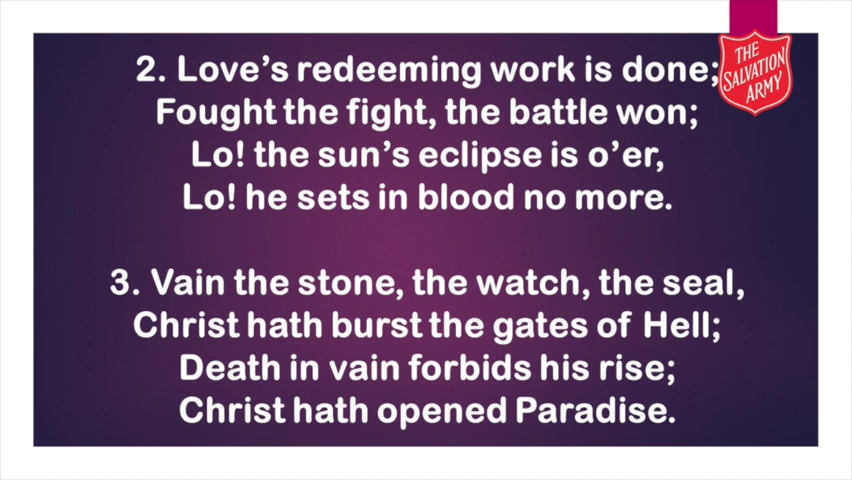 2. Love's redeeming work is done;
Fought the fight, the battle won;
Lo! the sun's eclipse is o'er,
Lo! he sets in blood no more.
3. Vain the stone, the watch, the seal,
Christ hath burst the gates of Hell;
Death in vain forbids his rise;
Christ hath opened Paradise.
THE
SALVATION
ARMY